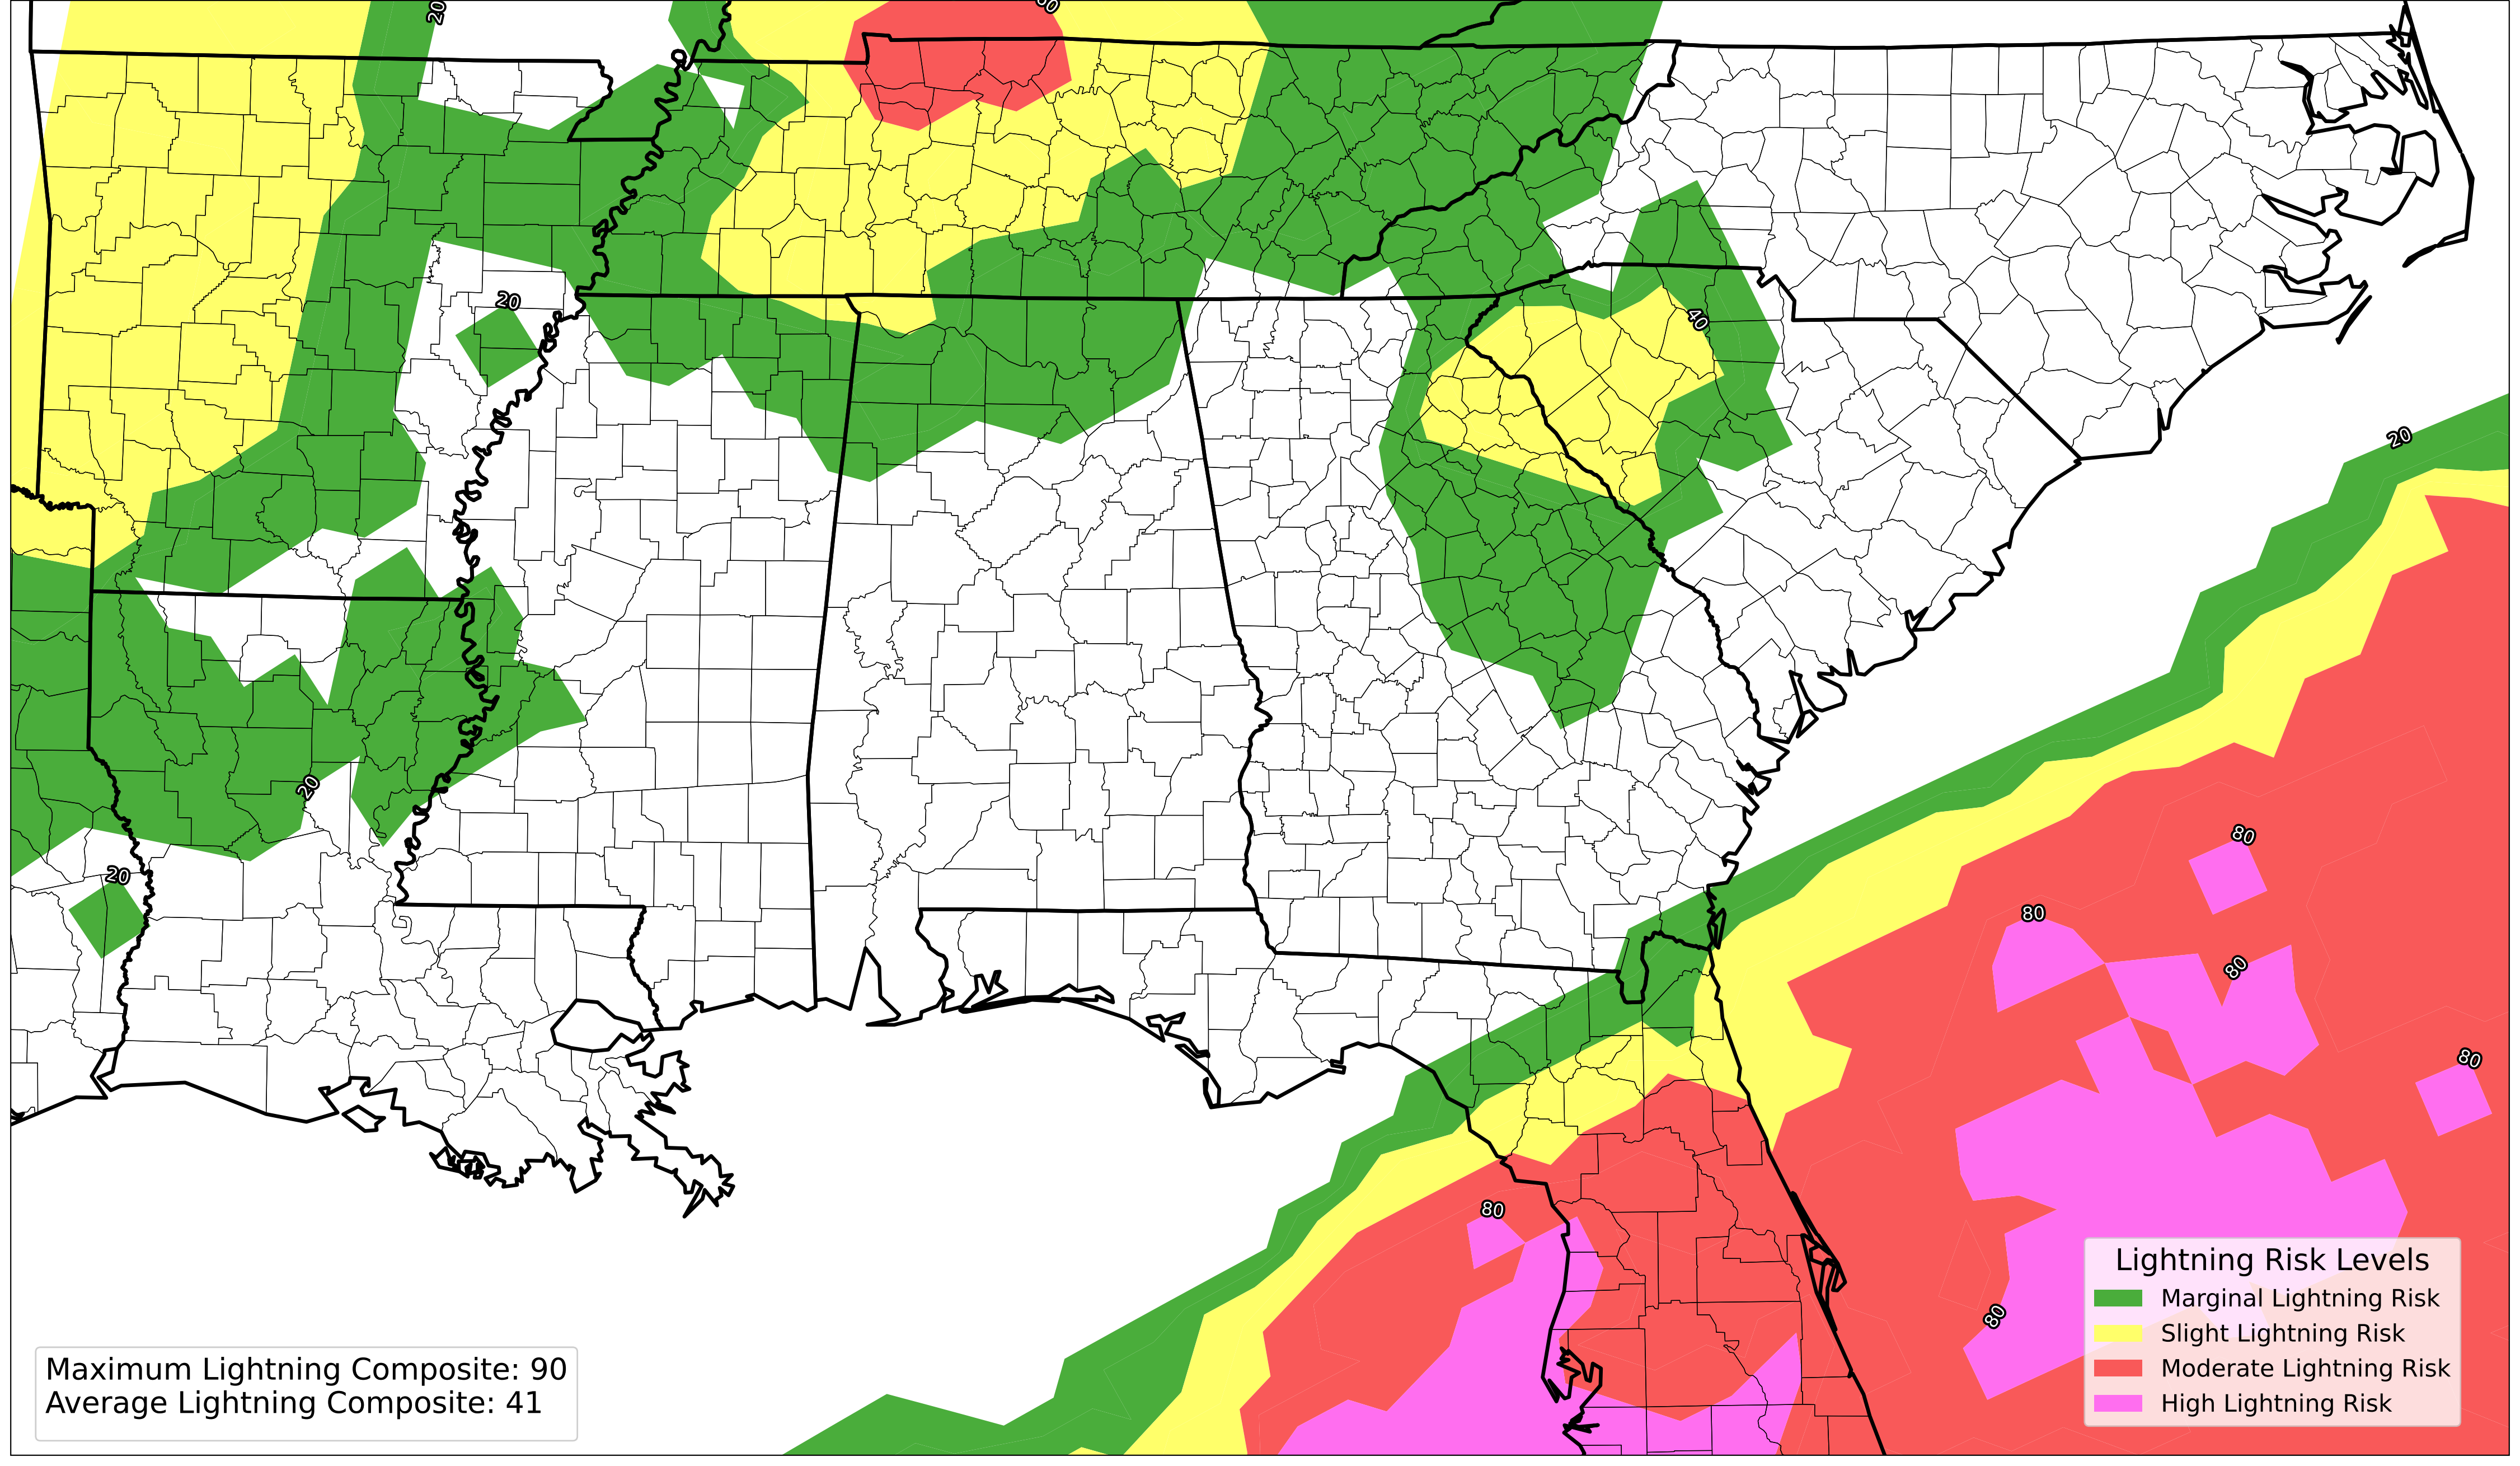 20
20
40
20
20
20
80
80
80
80
80
80
Lightning Risk Levels
Marginal Lightning Risk
Slight Lightning Risk
Moderate Lightning Risk
High Lightning Risk
Maximum Lightning Composite: 90
Average Lightning Composite: 41